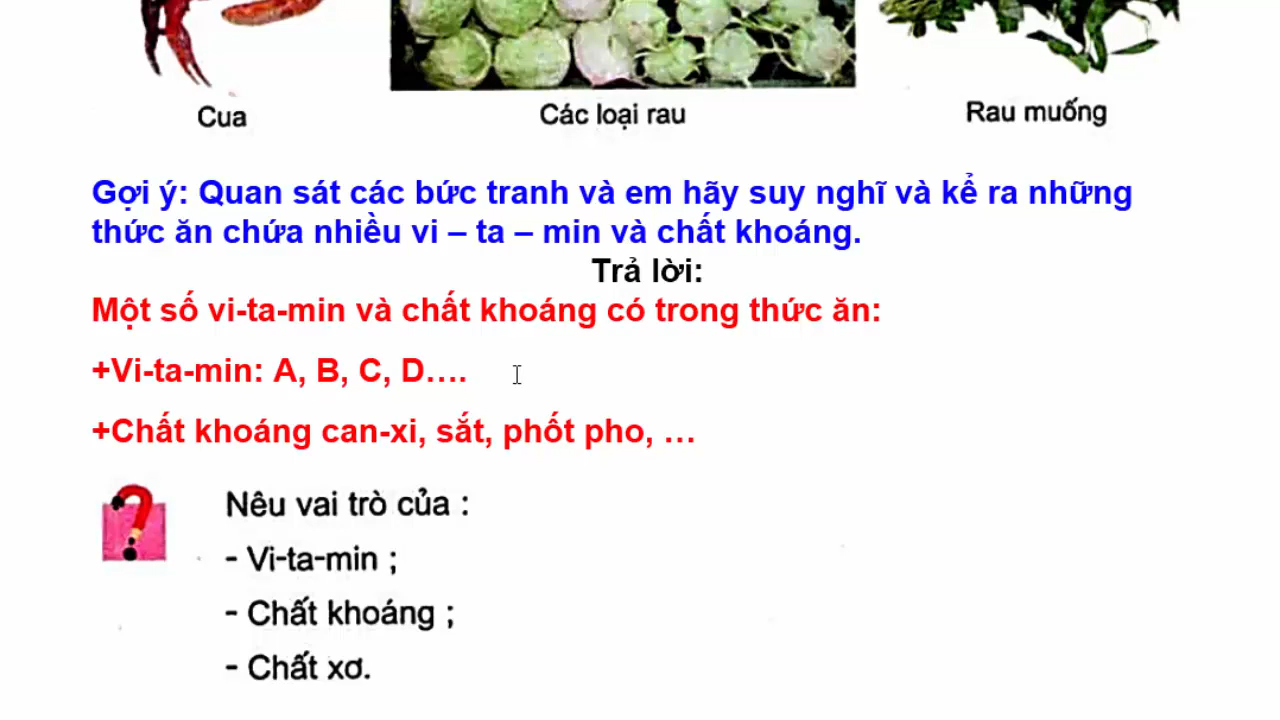 Cua
Các loại rau
Rau muống
Gợi ý: Quan sát các bức tranh và em hãy suy nghĩ và kể ra những
thức ăn chứa nhiều vi – ta – min và chất khoáng.
Trả lời:
Một số vi-ta-min và chất khoáng có trong thức ăn:
+Vi-ta-min: A, B, C, D….
+Chất khoáng can-xi, sắt, phốt pho, …
Nêu vai trò của :
- Vi-ta-min ;
- Chất khoáng ;
- Chất xơ.